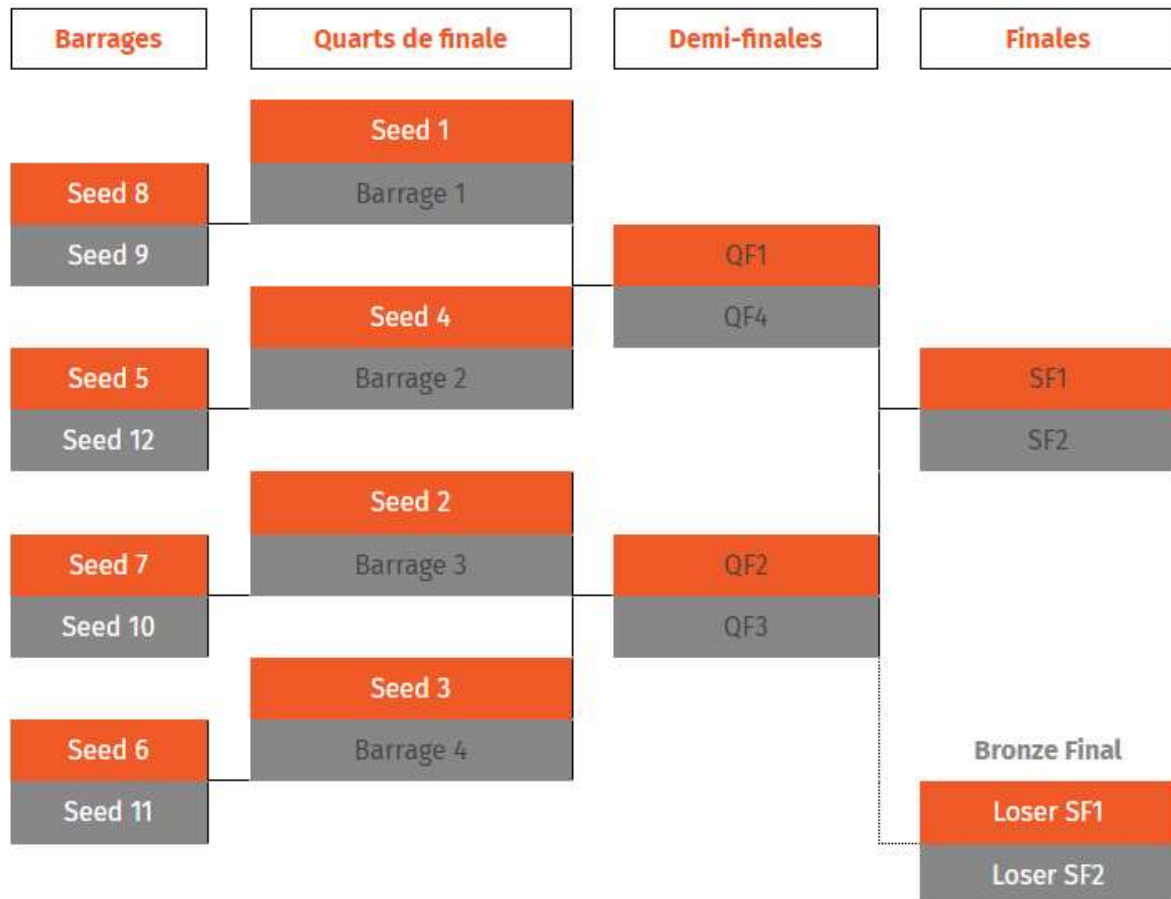 Barrages
Quarts de finale
Demi-finales
Finales
Seed 8
Seed 9
Seed 5
Seed 12
Seed 7
Seed 10
Seed 6
Seed 11
Seed 1
Barrage 1
Seed 4
Barrage 2
Seed 2
Barrage 3
Seed 3
Barrage 4
QF1
QF4
QF2
QF3
SF1
SF2
Bronze Final
Loser SF1
Loser SF2